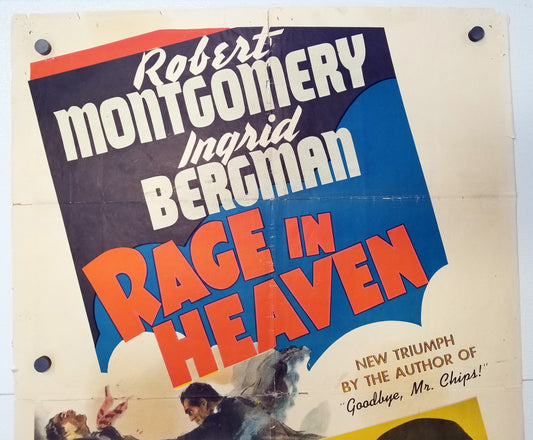 Robert
MONTGOMERY
Ingrid
BERGMAN
RAGE IN
HEAVEN
NEW TRIUMPH
BY THE AUTHOR OF
"Goodbye, Mr. Chips!"